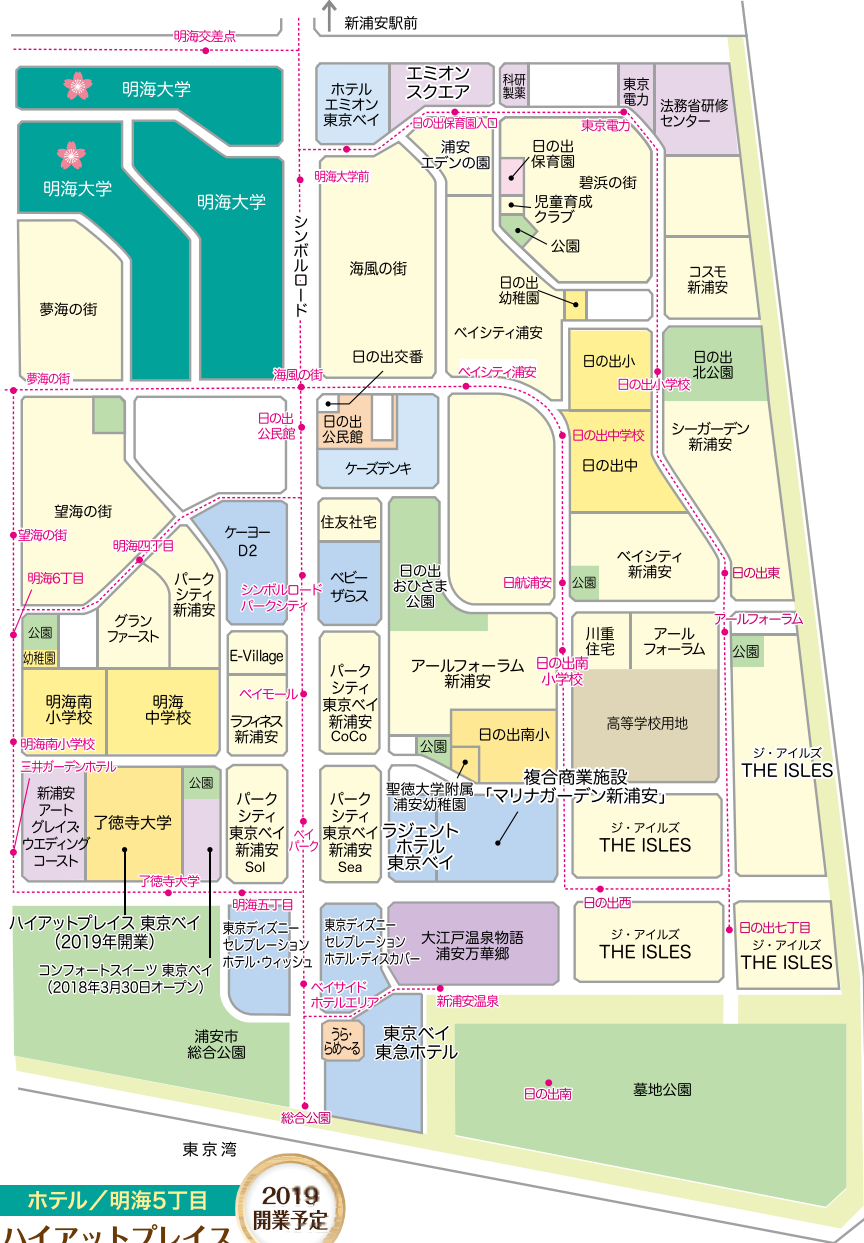 新浦安駅前
明海交差点
明海大学
ホテル
エミオン
東京ベイ
エミオン
スクエア
科研
製薬
東京
電力
法務省研修
センター
日の出保育園入口
東京電力
明海大学
明海大学
明海大学前
浦安
エデンの園
日の出
保育園
碧浜の街
児童育成
クラブ
公園
シンボルロード
海風の街
夢海の街
日の出
幼稚園
コスモ
新浦安
ベイシティ浦安
日の出交番
日の出小
日の出
北公園
夢海の街
海風の街
ベイシティ浦安
日の出小学校
日の出
公民館
日の出
公民館
日の出中学校
シーガーデン
新浦安
ケーズデンキ
日の出中
望海の街
望海の街
ケーヨー
D2
住友社宅
明海四丁目
明海6丁目
パーク
シティ
新浦安
シンボルロード
パークシティ
ベビー
ザらス
日の出
おひさま
公園
日航浦安
公園
ベイシティ
新浦安
日の出東
グラン
ファースト
公園
幼稚園
E-Village
アールフォーラム
川重
住宅
アール
フォーラム
公園
パーク
シティ
東京ベイ
新浦安
CoCo
アールフォーラム
新浦安
日の出南
小学校
明海南
小学校
明海
中学校
ベイモール
ラフィネス
新浦安
高等学校用地
日の出南小
公園
明海南小学校
三井ガーデンホテル
ジ・アイルズ
THE ISLES
公園
聖徳大学附属
浦安幼稚園
複合商業施設
「マリナガーデン新浦安」
新浦安
アート
グレイス・
ウエディング
コースト
了徳寺大学
パーク
シティ
東京ベイ
新浦安
Sol
ベイ
パーク
パーク
シティ
東京ベイ
新浦安
Sea
ラジェント
ホテル
東京ベイ
ジ・アイルズ
THE ISLES
了徳寺大学
明海五丁目
日の出西
ハイアットプレイス 東京ベイ
（2019年開業）
コンフォートスイーツ 東京ベイ
（2018年3月30日オープン）
東京ディズニー
セレブレーション
ホテル・ウィッシュ
東京ディズニー
セレブレーション
ホテル・ディスカバー
大江戸温泉物語
浦安万華郷
ジ・アイルズ
THE ISLES
日の出七丁目
ジ・アイルズ
THE ISLES
ベイサイド
ホテルエリア
新浦安温泉
浦安市
総合公園
うら・
らめ〜る
東京ベイ
東急ホテル
日の出南
墓地公園
総合公園
東京湾
ホテル／明海5丁目
2019
開業予定
ハイアットプレイス